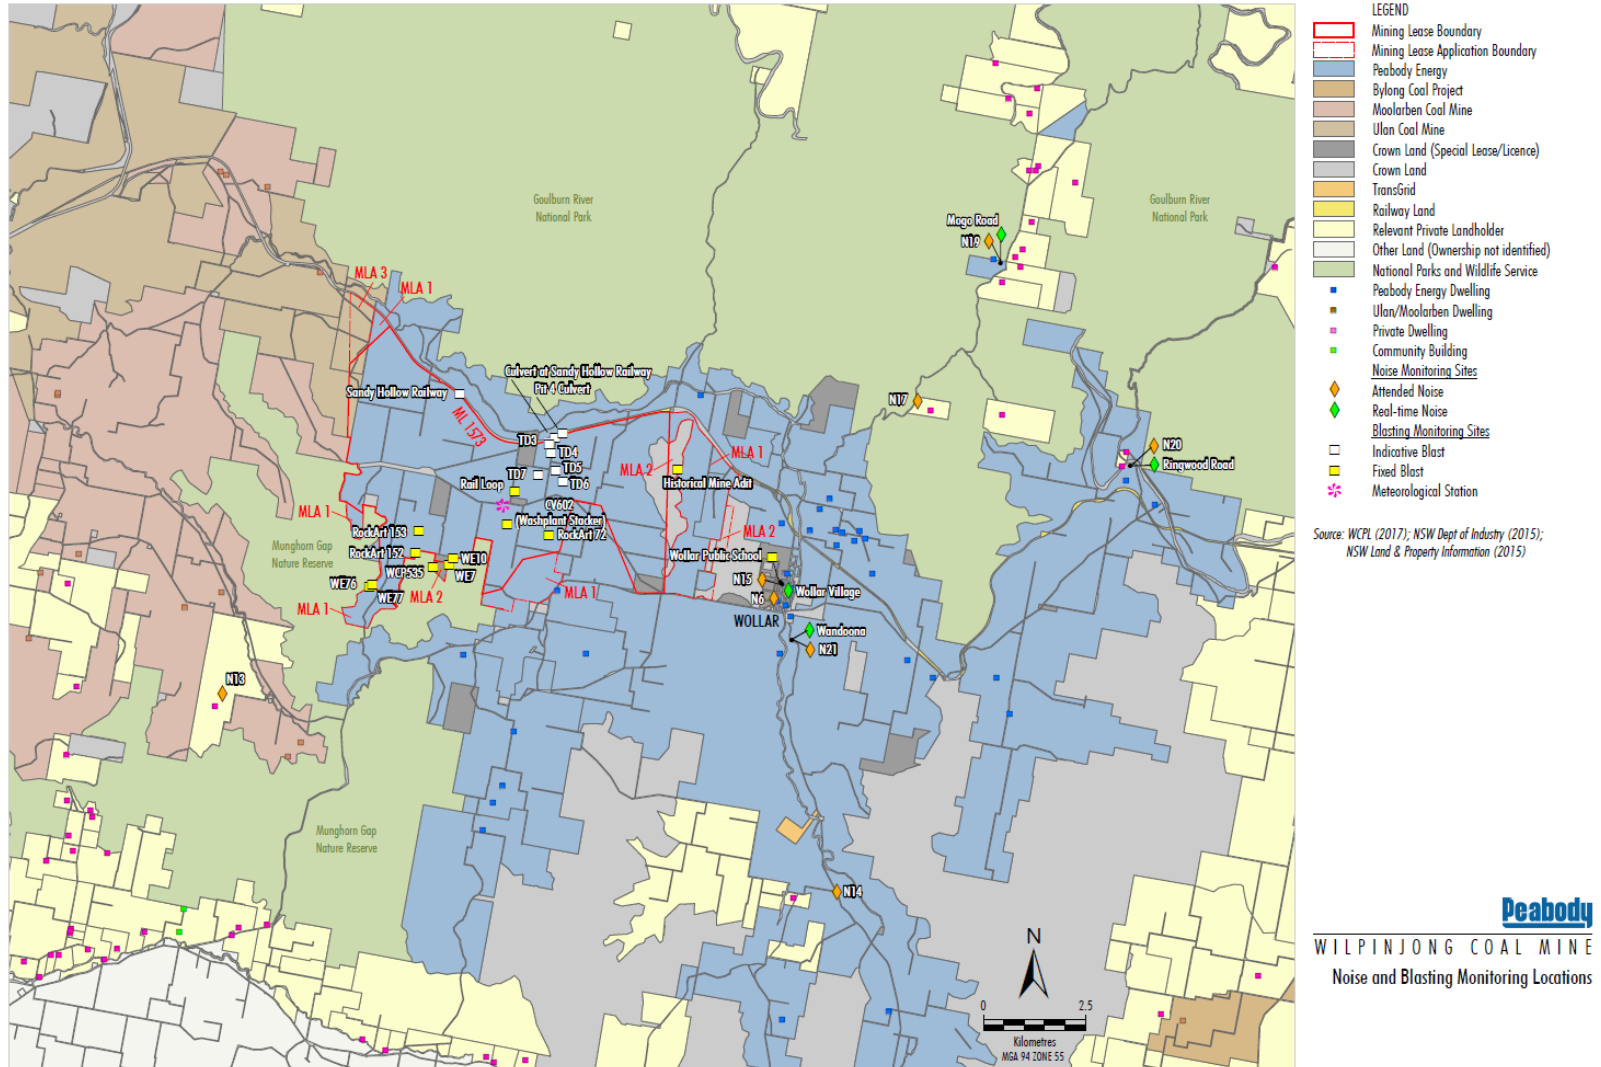 Goulburn River
National Park
Goulburn River
National Park
Mogo Road
N19
MLA 3
MLA 1
Culvert at Sandy Hollow Railway
Pit 4 Culvert
Sandy Hollow Railway
ML 1573
N17
TD3
TD4
TD5
TD7
TD6
Rail Loop
MLA 2
MLA 1
Historical Mine Adit
N20
Ringwood Road
CV602
(Washplant Stacker)
MLA 1
RockArt 153
RockArt 72
MLA 2
Munghorn Gap
Nature Reserve
RockArt 152
WE10
WCP535
WE7
Wollar Public School
WE76
WE77
MLA 1
MLA 2
MLA 1
N15
N6
Wollar Village
WOLLAR
Wandoona
N21
N13
Munghorn Gap
Nature Reserve
N14
N
0
2.5
Kilometres
MGA 94 ZONE 55
LEGEND
Mining Lease Boundary
Mining Lease Application Boundary
Peabody Energy
Bylong Coal Project
Moolarben Coal Mine
Ulan Coal Mine
Crown Land (Special Lease/Licence)
Crown Land
TransGrid
Railway Land
Relevant Private Landholder
Other Land (Ownership not identified)
National Parks and Wildlife Service
Peabody Energy Dwelling
Ulan/Moolarben Dwelling
Private Dwelling
Community Building
Noise Monitoring Sites
Attended Noise
Real-time Noise
Blasting Monitoring Sites
Indicative Blast
Fixed Blast
Meteorological Station
Source: WCPL (2017); NSW Dept of Industry (2015);
NSW Land & Property Information (2015)
Peabody
WILPINJONG COAL MINE
Noise and Blasting Monitoring Locations